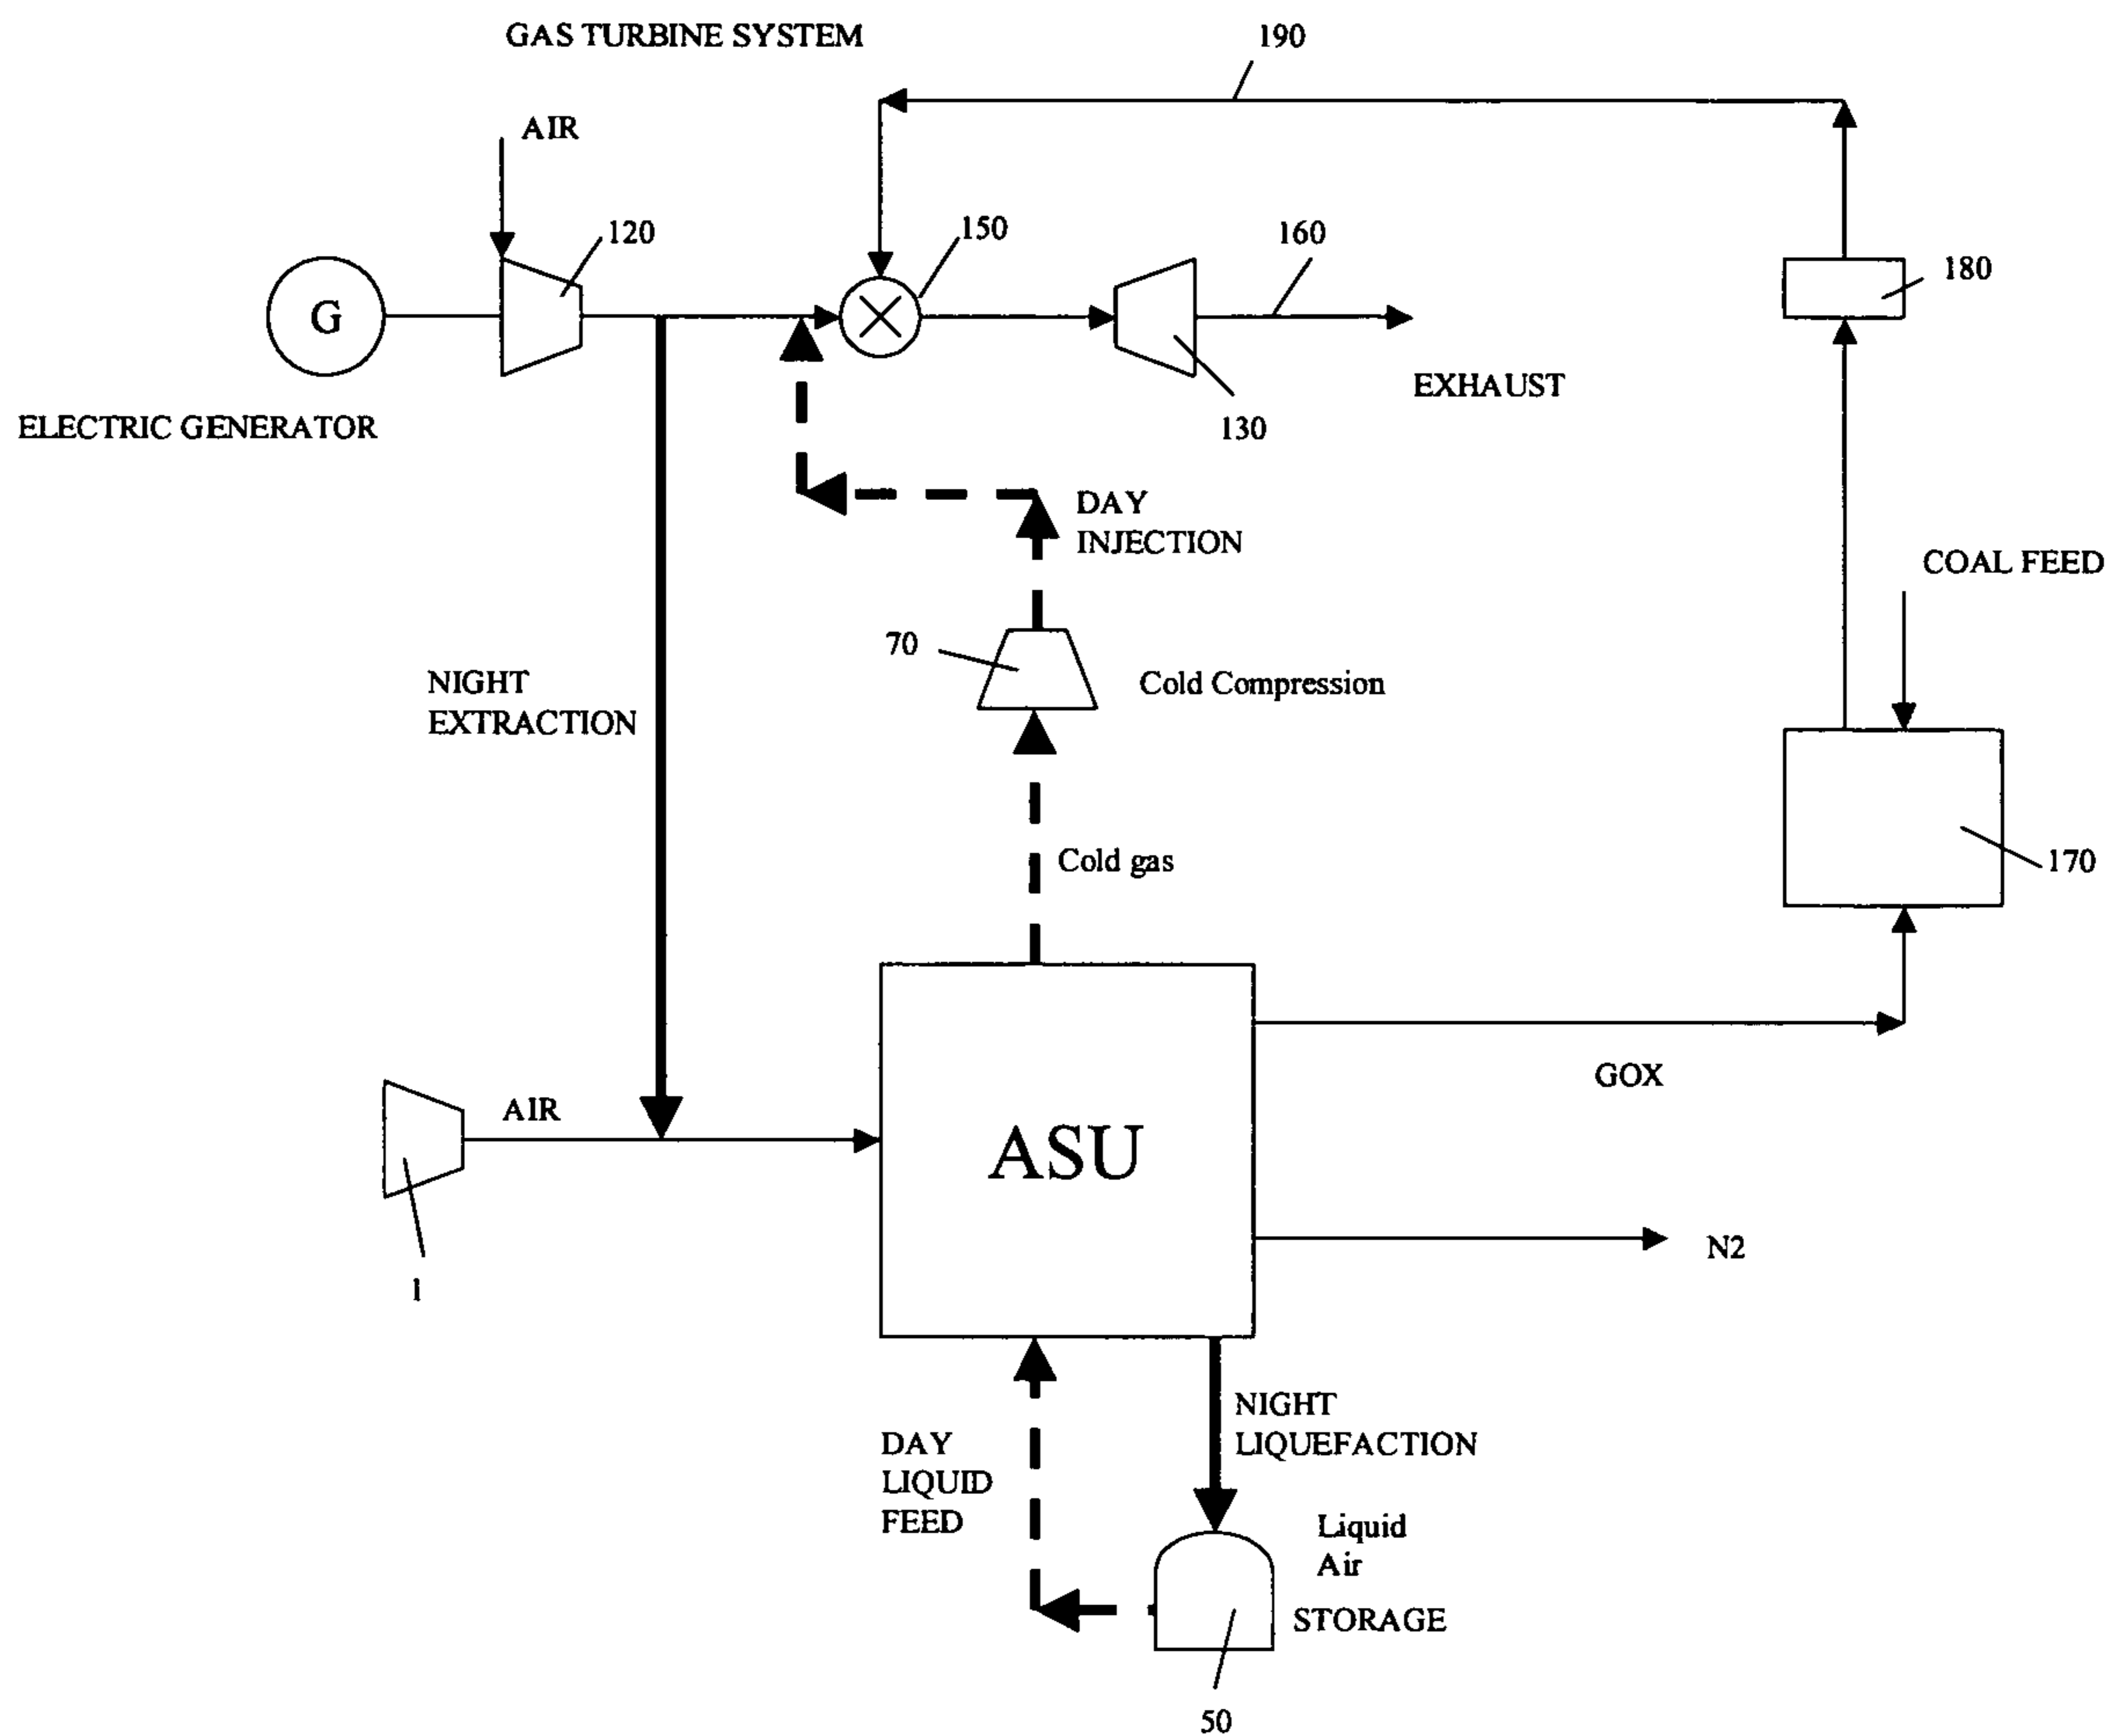 GAS TURBINE SYSTEM
190
AIR
120
150
160
180
G
EXHAUST
ELECTRIC GENERATOR
130
DAY
INJECTION
COAL FEED
70
Cold Compression
NIGHT
EXTRACTION
Cold gas
170
GOX
AIR
ASU
N2
1
NIGHT
LIQUEFACTION
DAY
LIQUID
FEED
Liquid
Air
STORAGE
50